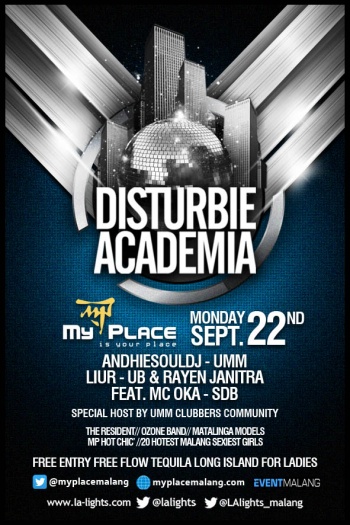 DISTURBIE
ACADEMIA
MYP
MY PLACE
is your place
MONDAY
SEPT. 22ND
ANDHIESOULDJ - UMM
LIUR - UB & RAYEN JANITRA
FEAT. MC OKA - SDB
SPECIAL HOST BY UMM CLUBBERS COMMUNITY
THE RESIDENT// OZONE BAND// MATALINGA MODELS
MP HOT CHIC' //20 HOTEST MALANG SEXIEST GIRLS
FREE ENTRY FREE FLOW TEQUILA LONG ISLAND FOR LADIES
@myplacemalang myplacemalang.com EVENTMALANG
www.la-lights.com @lalights @LAlights_malang